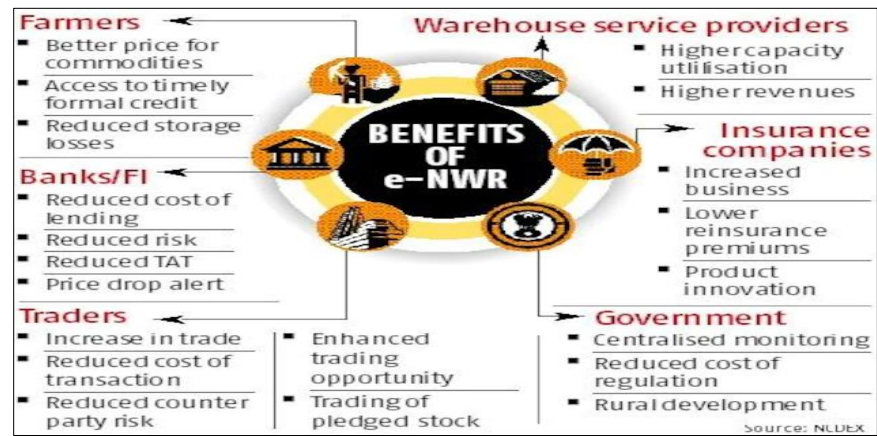 Farmers
Better price for
commodities
Access to timely
formal credit
Reduced storage
losses
Banks/FI
Reduced cost of
lending
Reduced risk
Reduced TAT
Price drop alert
Traders
Increase in trade
Reduced cost of
transaction
Reduced counter
party risk
Enhanced
trading
opportunity
Trading of
pledged stock
BENEFITS
OF
e-NWR
Warehouse service providers
Higher capacity
utlilisation
Higher revenues
Insurance
companies
Increased
business
Lower
reinsurance
premiums
Product
innovation
Government
Centralised monitoring
Reduced cost of
regulation
Rural development
Source: NCDEX